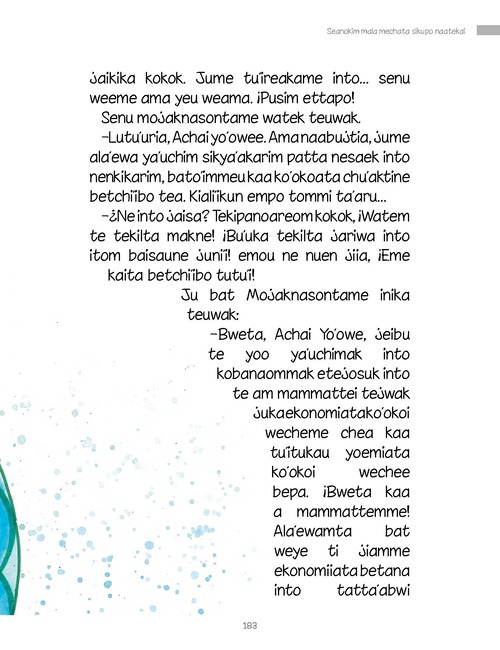 Seanokim mala mechata sikupo naatekai
jaikika kokok. Jume tu'ireakame into... senu
weeme ama yeu weama. ¡Pusim ettapo!
Senu mojaknasontame watek teuwak.
–Lutu'uria, Achai yo'owee. Ama naabujtia, jume
ala'ewa ya'uchim sikya'akarim patta nesaek into
nenkikarim, bato'immeu kaa ko'okoata chu'aktine
betchi'ibo tea. Kiali'ikun empo tommi ta'aru...
–¿Ne into jaisa? Tekipanoareom kokok, ¡Watem
te tekilta makne! ¡Bu'uka tekilta jariwa into
itom baisaune junii! emou ne nuen jiia, ¡Eme
kaita betchi'ibo tutu'i!
Ju bat Mojaknasontame inika
teuwak:
–Bweta, Achai Yo'owe, jeibu
te yoo ya'uchimak into
kobanaommak etejosuk into
te am mammattei tejwak
juka ekonomiata ko'okoi
wecheme chea kaa
tu'itukau yoemiata
ko'okoi wechee
bepa. ¡Bweta kaa
a mammattemme!
Ala'ewamta bat
weye ti jiamme
ekonomiiata betana
into tatta'abwi
183